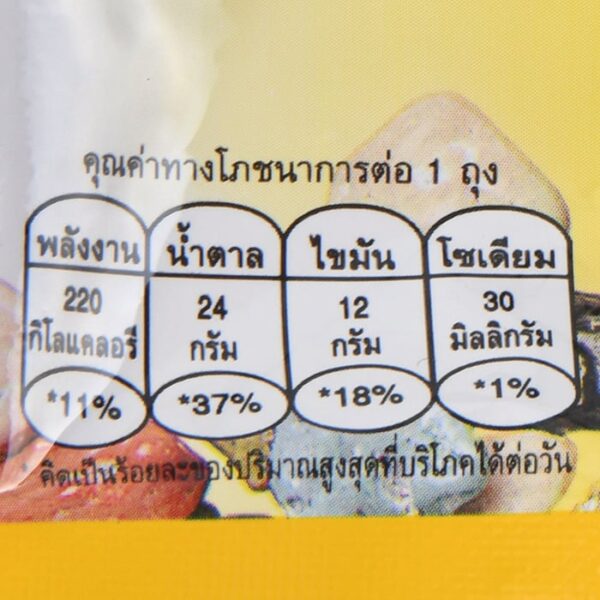 คุณค่าทางโภชนาการต่อ 1 ถุง
พลังงาน น้ำตาล ไขมัน โซเดียม
220 24 12 30
กิโลแคลอรี กรัม กรัม มิลลิกรัม
*11% *37% *18% *1%
* คิดเป็นร้อยละของปริมาณสูงสุดที่บริโภคได้ต่อวัน